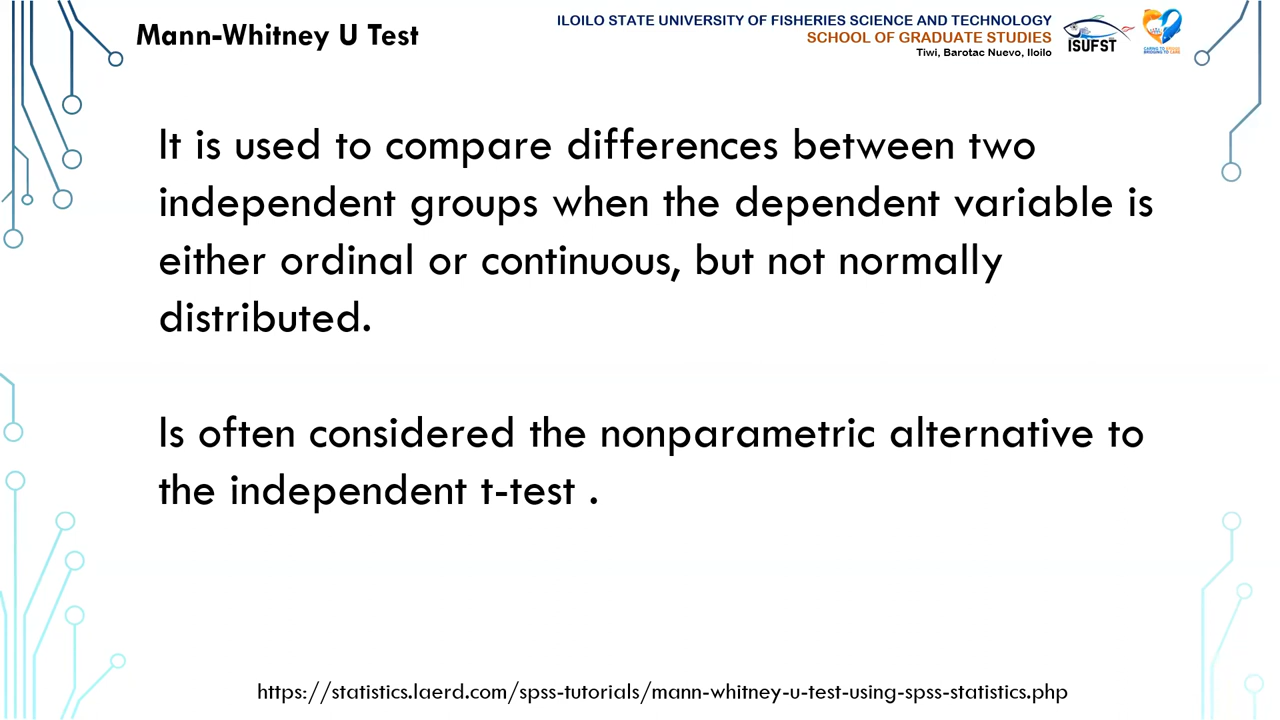 Mann-Whitney U Test
ILOILO STATE UNIVERSITY OF FISHERIES SCIENCE AND TECHNOLOGY
SCHOOL OF GRADUATE STUDIES
Tiwi, Barotac Nuevo, Iloilo
ISUFST
It is used to compare differences between two
independent groups when the dependent variable is
either ordinal or continuous, but not normally
distributed.
Is often considered the nonparametric alternative to
the independent t-test .
https://statistics.laerd.com/spss-tutorials/mann-whitney-u-test-using-spss-statistics.php